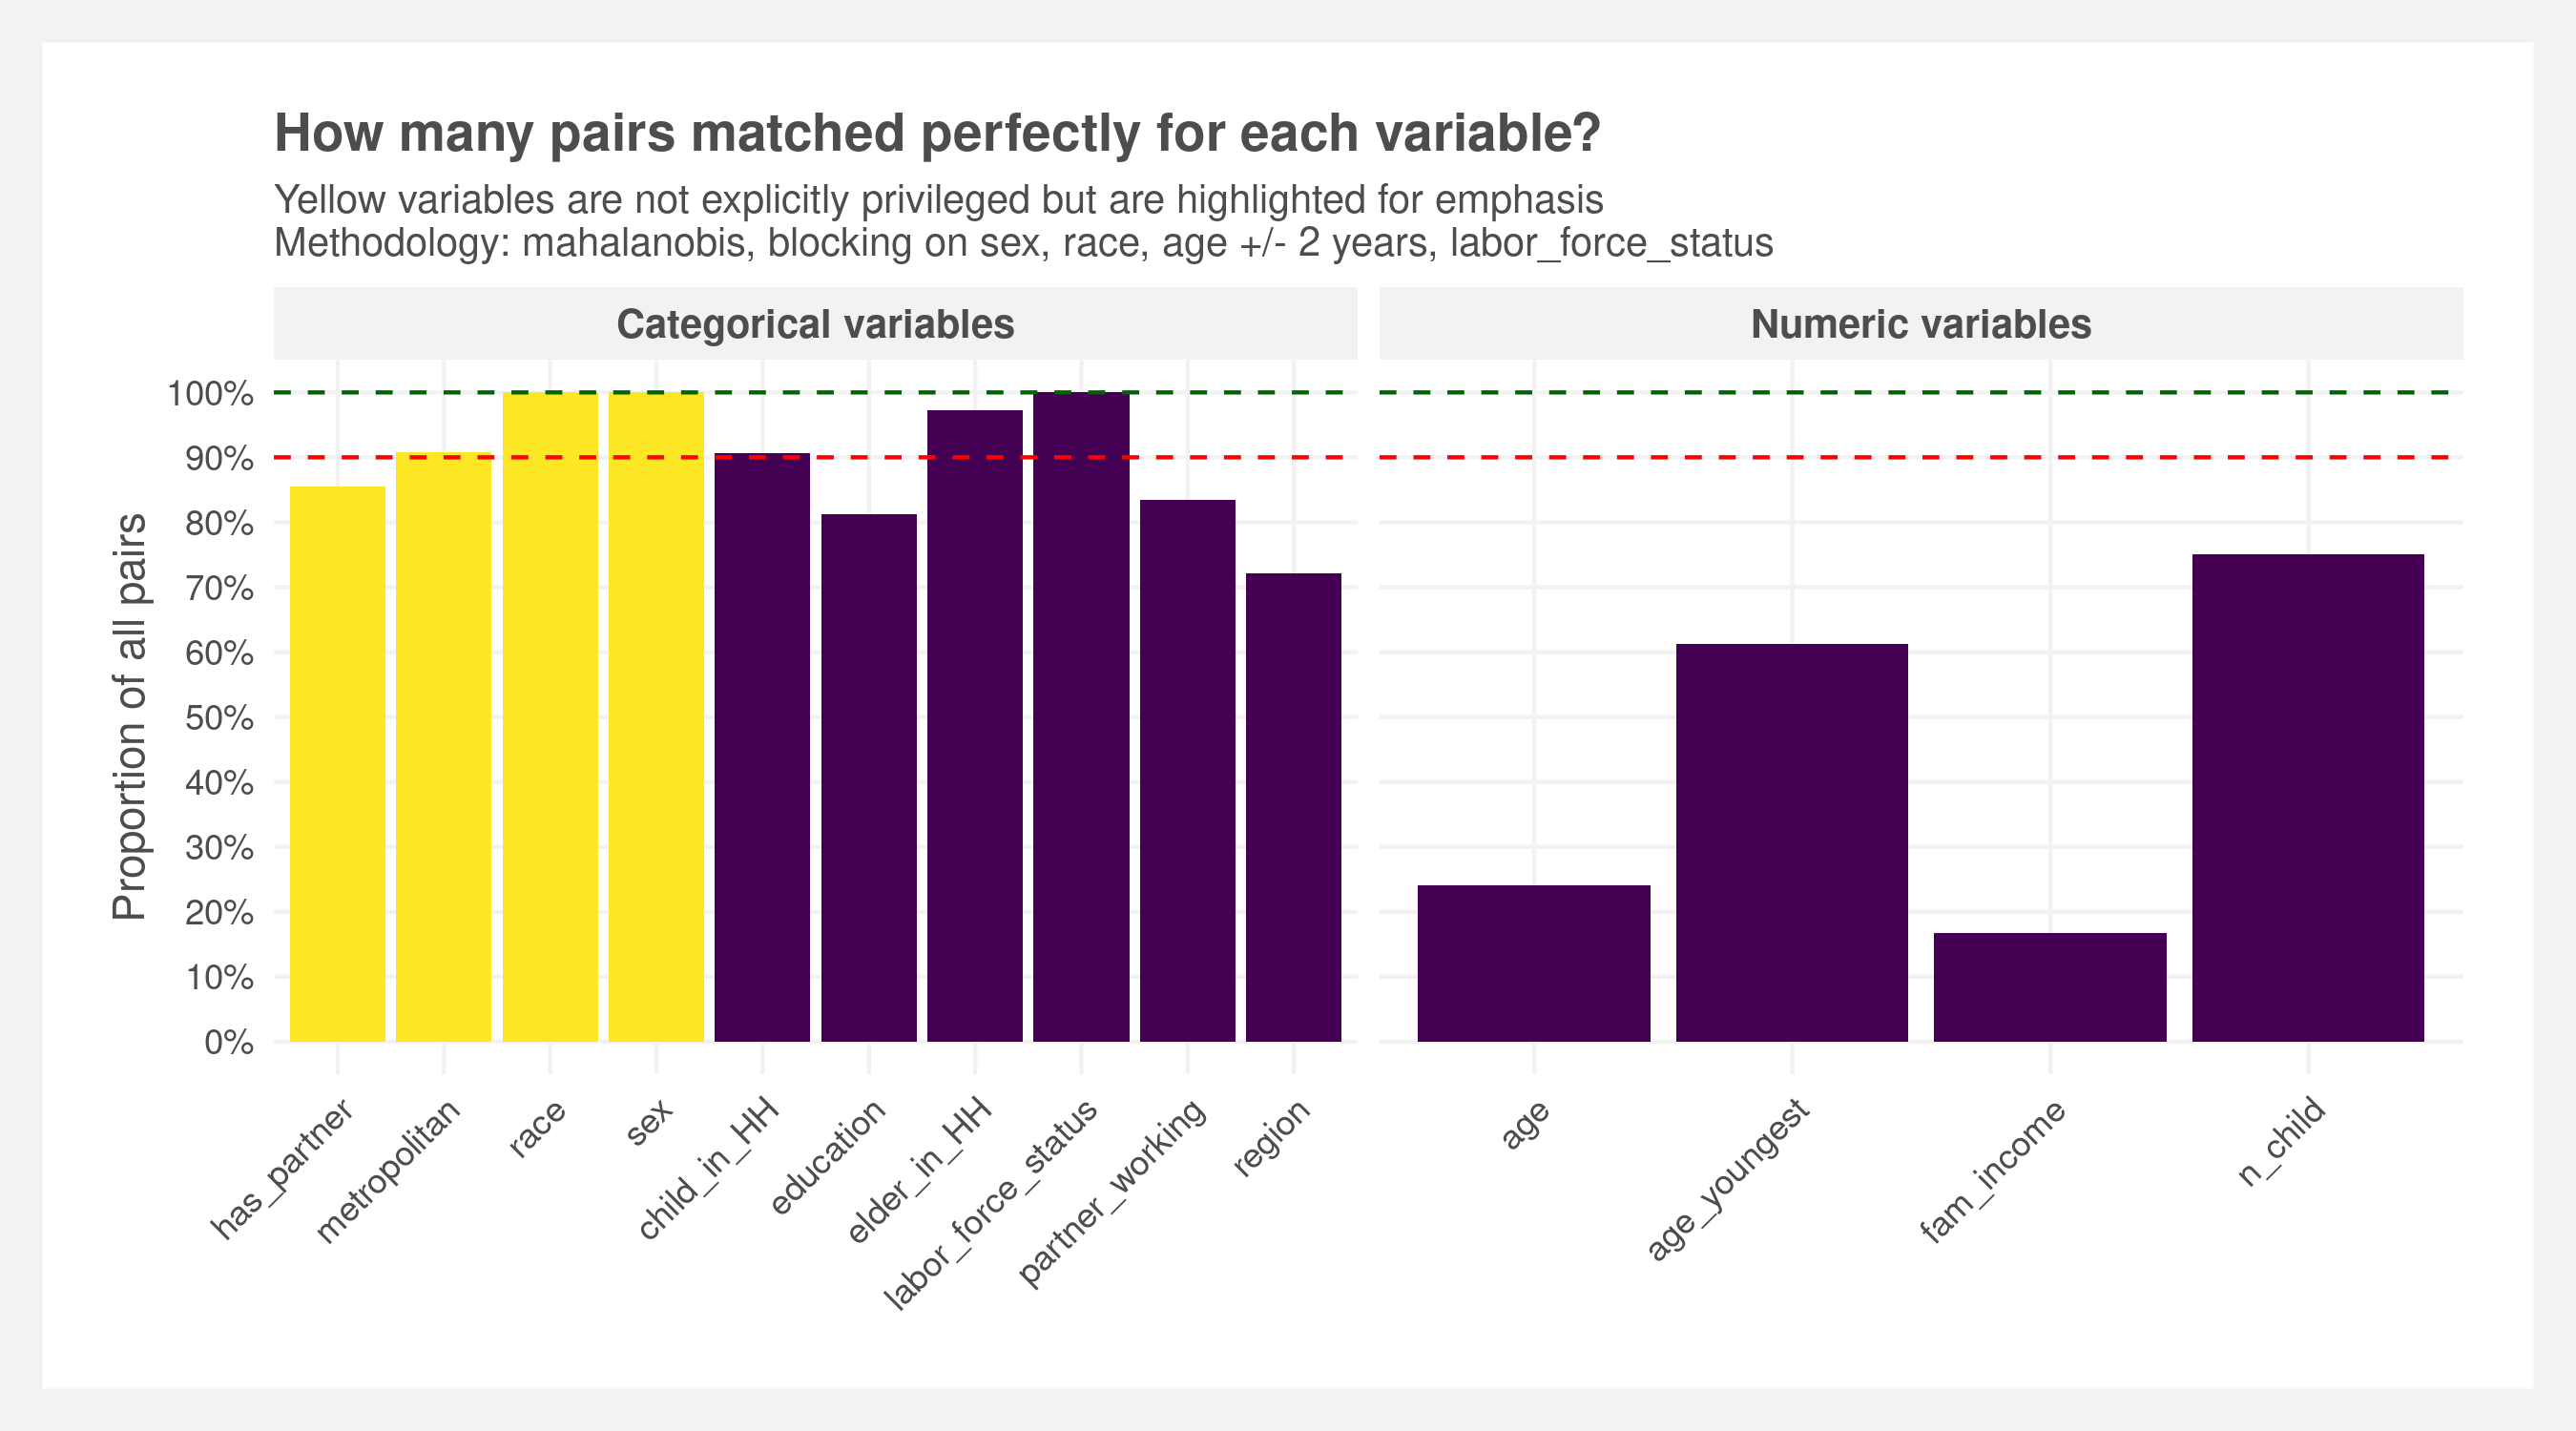 How many pairs matched perfectly for each variable?
Yellow variables are not explicitly privileged but are highlighted for emphasis
Methodology: mahalanobis, blocking on sex, race, age +/- 2 years, labor_force_status
Categorical variables
Numeric variables
Proportion of all pairs
100%
90%
80%
70%
60%
50%
40%
30%
20%
10%
0%
has_partner
metropolitan
race
sex
child_in_HH
education
elder_in_HH
labor_force_status
partner_working
region
age
age_youngest
fam_income
n_child